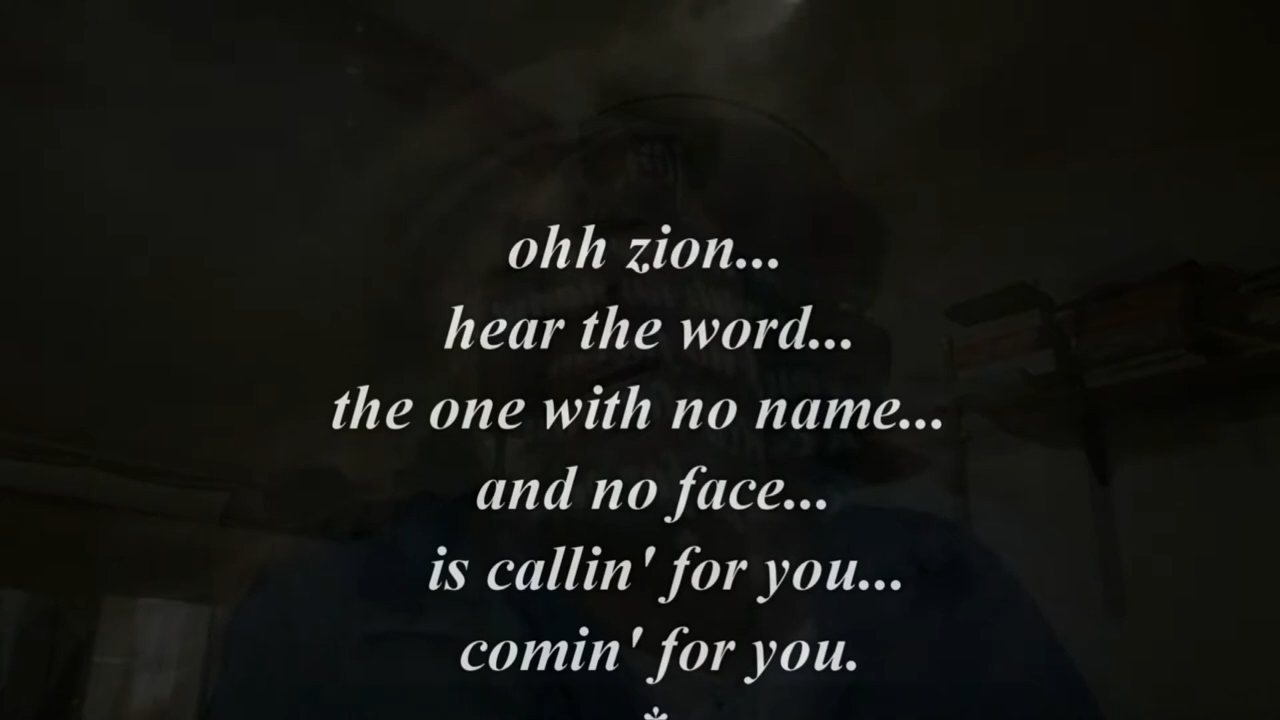 ohh zion...
hear the word...
the one with no name...
and no face...
is callin' for you...
comin' for you.
*